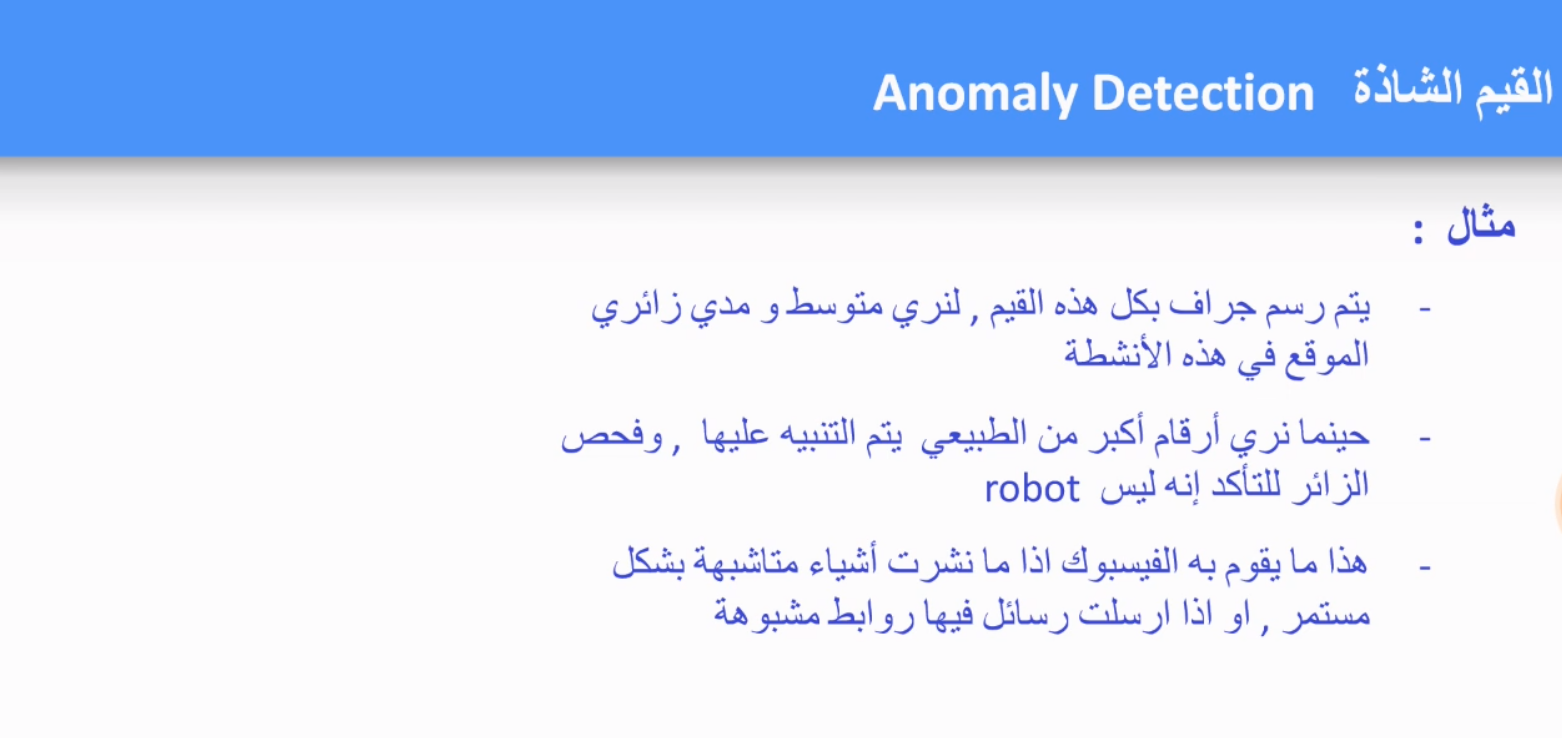 القيم الشاذة Anomaly Detection
مثال :
- يتم رسم جراف بكل هذه القيم , لنري متوسط و مدي زائري
الموقع في هذه الأنشطة
- حينما نري أرقام أكبر من الطبيعي يتم التنبيه عليها , وفحص
الزائر للتأكد إنه ليس robot
- هذا ما يقوم به الفيسبوك اذا ما نشرت أشياء متاشبهة بشكل
مستمر , او اذا ارسلت رسائل فيها روابط مشبوهة